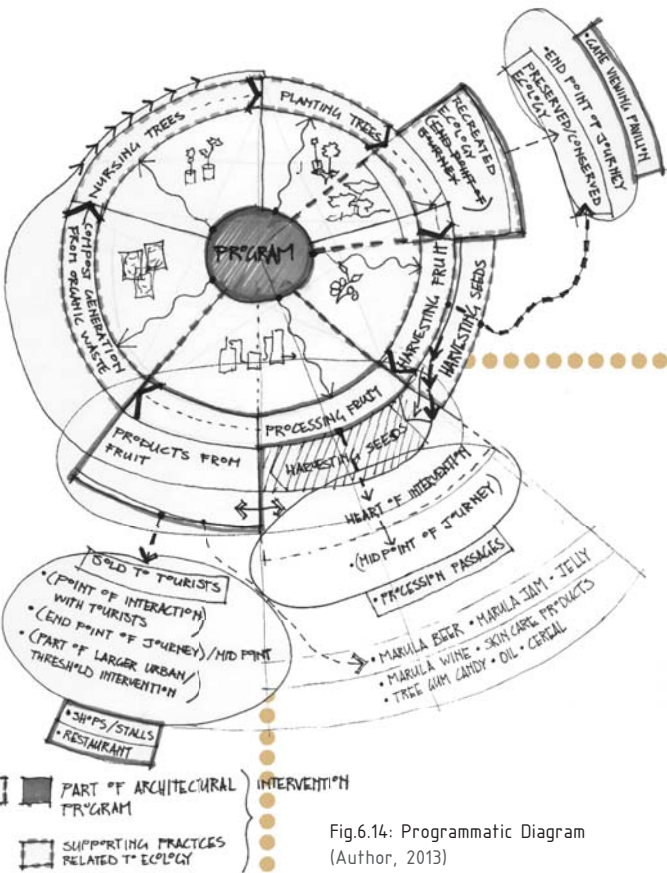 NURSING TREES
PLANTING TREES
RECREATED
ECOLOGY
(END POINT OF)
JOURNEY
• GAME VIEWING PAVILION
• END POINT OF JOURNEY
PRESERVED/CONSERVED
ECOLOGY
PROGRAM
COMPOST GENERATION
FROM ORGANIC WASTE
HARVESTING FRUIT
HARVESTING SEEDS
PROCESSING FRUIT
HARVESTING SEEDS
PRODUCTS FROM
FRUIT
HEART OF INTERVENTION
• (MIDPOINT OF JOURNEY)
• PROCESSION PASSAGES
SOLD TO TOURISTS
• (POINT OF INTERACTION
WITH TOURISTS)
• (END POINT OF JOURNEY)/MID POINT
• (PART OF LARGER URBAN/
THRESHOLD INTERVENTION)
• SHOPS/STALLS
• RESTAURANT
• MARULA BEER • MARULA JAM • JELLY
• MARULA WINE • SKIN CARE PRODUCTS
• TREE GUM CANDY • OIL • CEREAL
PART OF ARCHITECTURAL
PROGRAM
INTERVENTION
SUPPORTING PRACTCES
RELATED TO ECOLOGY
Fig.6.14: Programmatic Diagram
(Author, 2013)